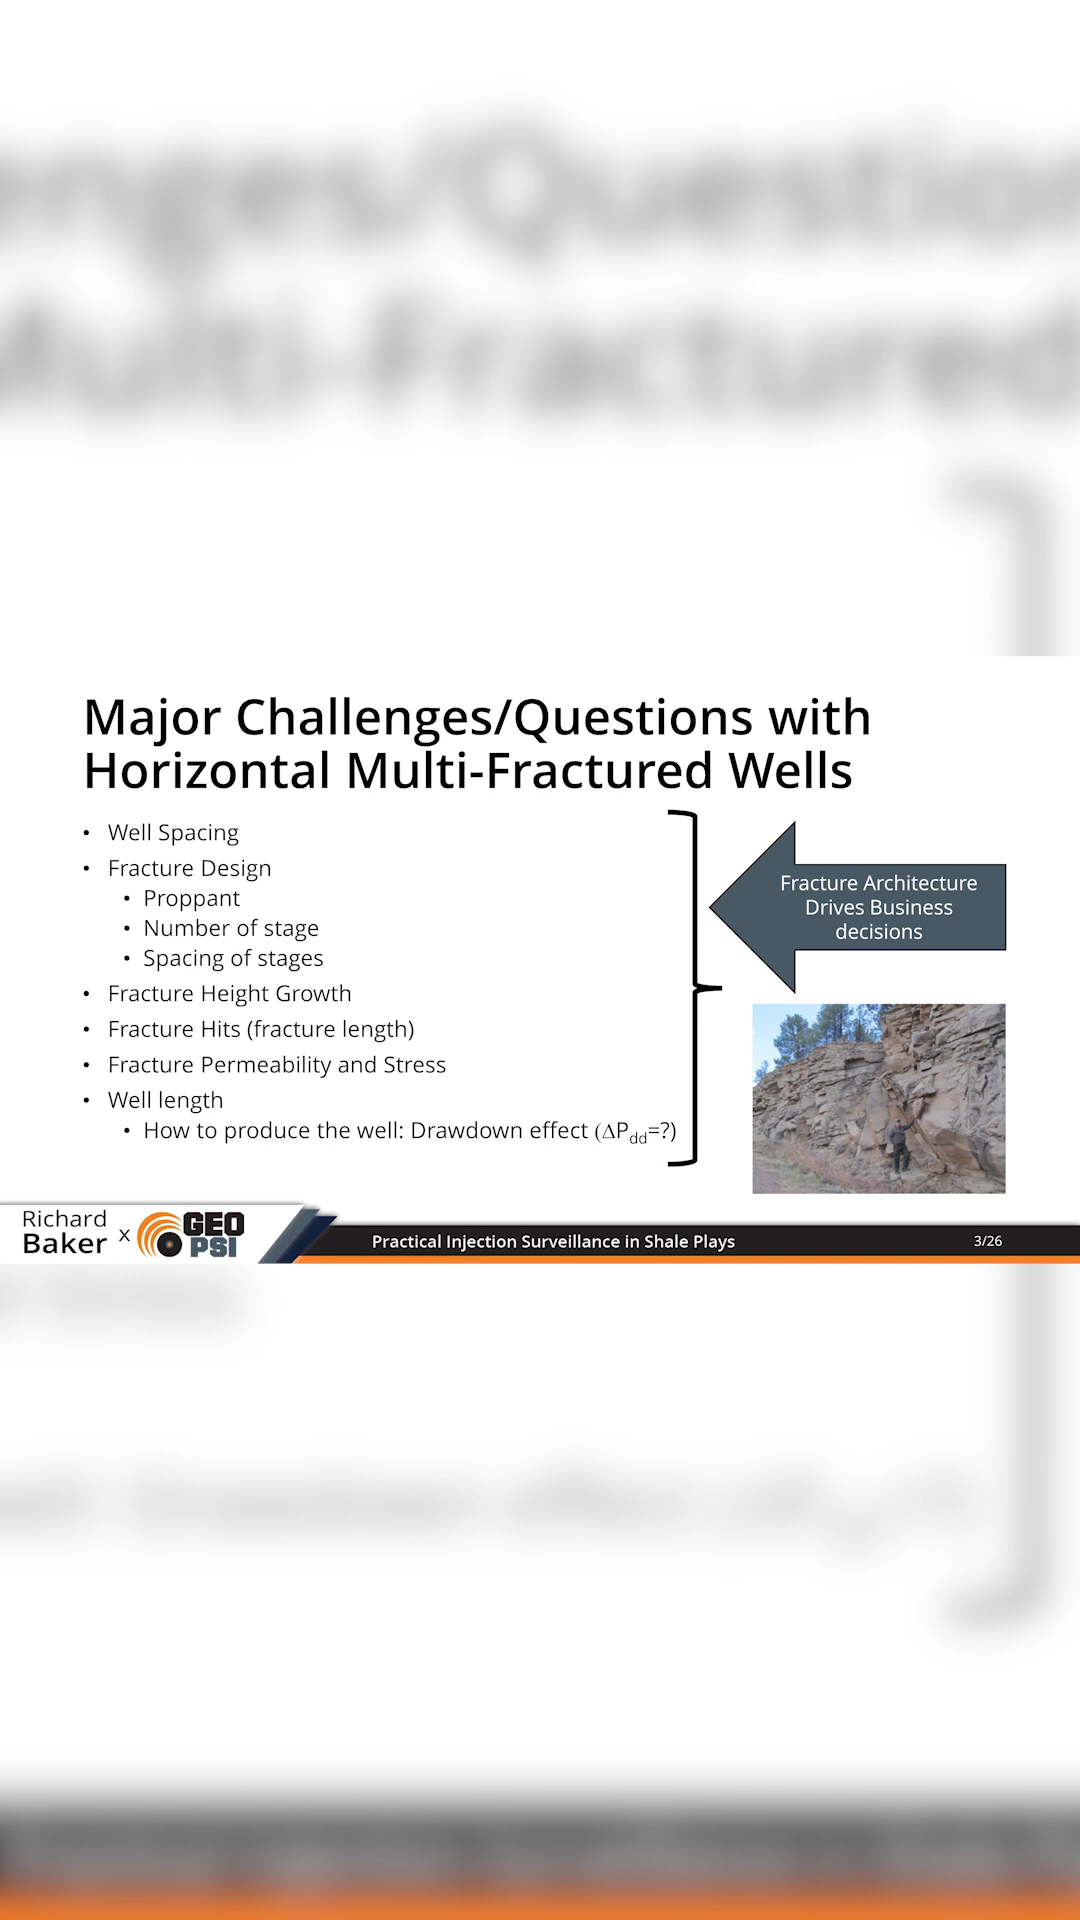 Major Challenges/Questions with
Horizontal Multi-Fractured Wells
• Well Spacing
• Fracture Design
• Proppant
• Number of stage
• Spacing of stages
• Fracture Height Growth
• Fracture Hits (fracture length)
• Fracture Permeability and Stress
• Well length
• How to produce the well: Drawdown effect (ΔPdd=?)
Fracture Architecture
Drives Business
decisions
Richard
Baker
x
GEO
PSI
Practical Injection Surveillance in Shale Plays
3/26